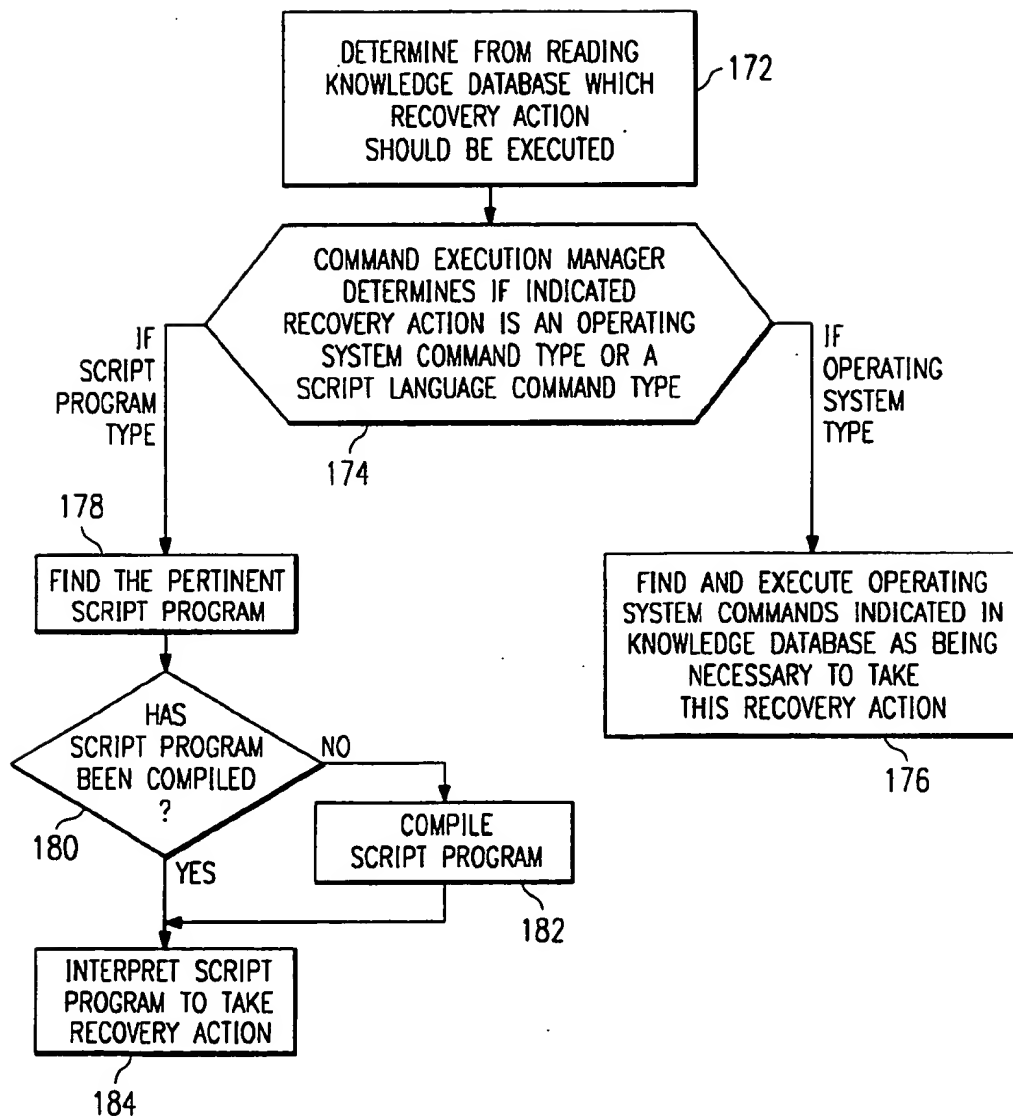 DETERMINE FROM READING
KNOWLEDGE DATABASE WHICH
RECOVERY ACTION
SHOULD BE EXECUTED
172
COMMAND EXECUTION MANAGER
DETERMINES IF INDICATED
RECOVERY ACTION IS AN OPERATING
SYSTEM COMMAND TYPE OR A
SCRIPT LANGUAGE COMMAND TYPE
174
IF
SCRIPT
PROGRAM
TYPE
IF
OPERATING
SYSTEM
TYPE
178
FIND THE PERTINENT
SCRIPT PROGRAM
FIND AND EXECUTE OPERATING
SYSTEM COMMANDS INDICATED IN
KNOWLEDGE DATABASE AS BEING
NECESSARY TO TAKE
THIS RECOVERY ACTION
176
HAS
SCRIPT PROGRAM
BEEN COMPILED
?
180
NO
YES
COMPILE
SCRIPT PROGRAM
182
INTERPRET SCRIPT
PROGRAM TO TAKE
RECOVERY ACTION
184